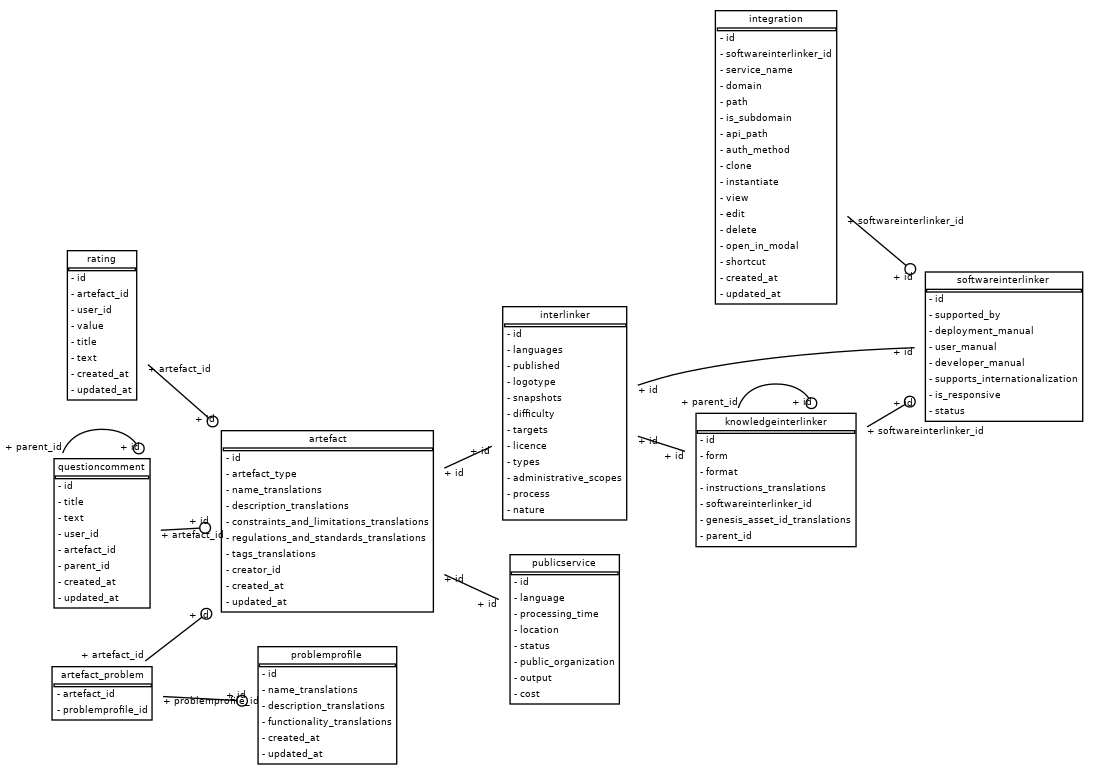 integration
- id
- softwareinterlinker_id
- service_name
- domain
- path
- is_subdomain
- api_path
- auth_method
- clone
- instantiate
- view
- edit
- delete
- open_in_modal
- shortcut
- created_at
- updated_at
+ softwareinterlinker_id
+ id
softwareinterlinker
- id
- supported_by
- deployment_manual
- user_manual
- developer_manual
- supports_internationalization
- is_responsive
- status
+ id
+ id
+ softwareinterlinker_id
rating
- id
- artefact_id
- user_id
- value
- title
- text
- created_at
- updated_at
+ artefact_id
+ id
interlinker
- id
- languages
- published
- logotype
- snapshots
- difficulty
- targets
- licence
- types
- administrative_scopes
- process
- nature
+ id
+ id
+ id
+ parent_id
+ id
knowledgeinterlinker
- id
- form
- format
- instructions_translations
- softwareinterlinker_id
- genesis_asset_id_translations
- parent_id
+ parent_id
+ id
questioncomment
- id
- title
- text
- user_id
- artefact_id
- parent_id
- created_at
- updated_at
+ id
+ artefact_id
artefact
- id
- artefact_type
- name_translations
- description_translations
- constraints_and_limitations_translations
- regulations_and_standards_translations
- tags_translations
- creator_id
- created_at
- updated_at
+ id
+ id
+ id
+ id
publicservice
- id
- language
- processing_time
- location
- status
- public_organization
- output
- cost
+ id
+ artefact_id
artefact_problem
- artefact_id
- problemprofile_id
+ id
+ problemprofile_id
problemprofile
- id
- name_translations
- description_translations
- functionality_translations
- created_at
- updated_at